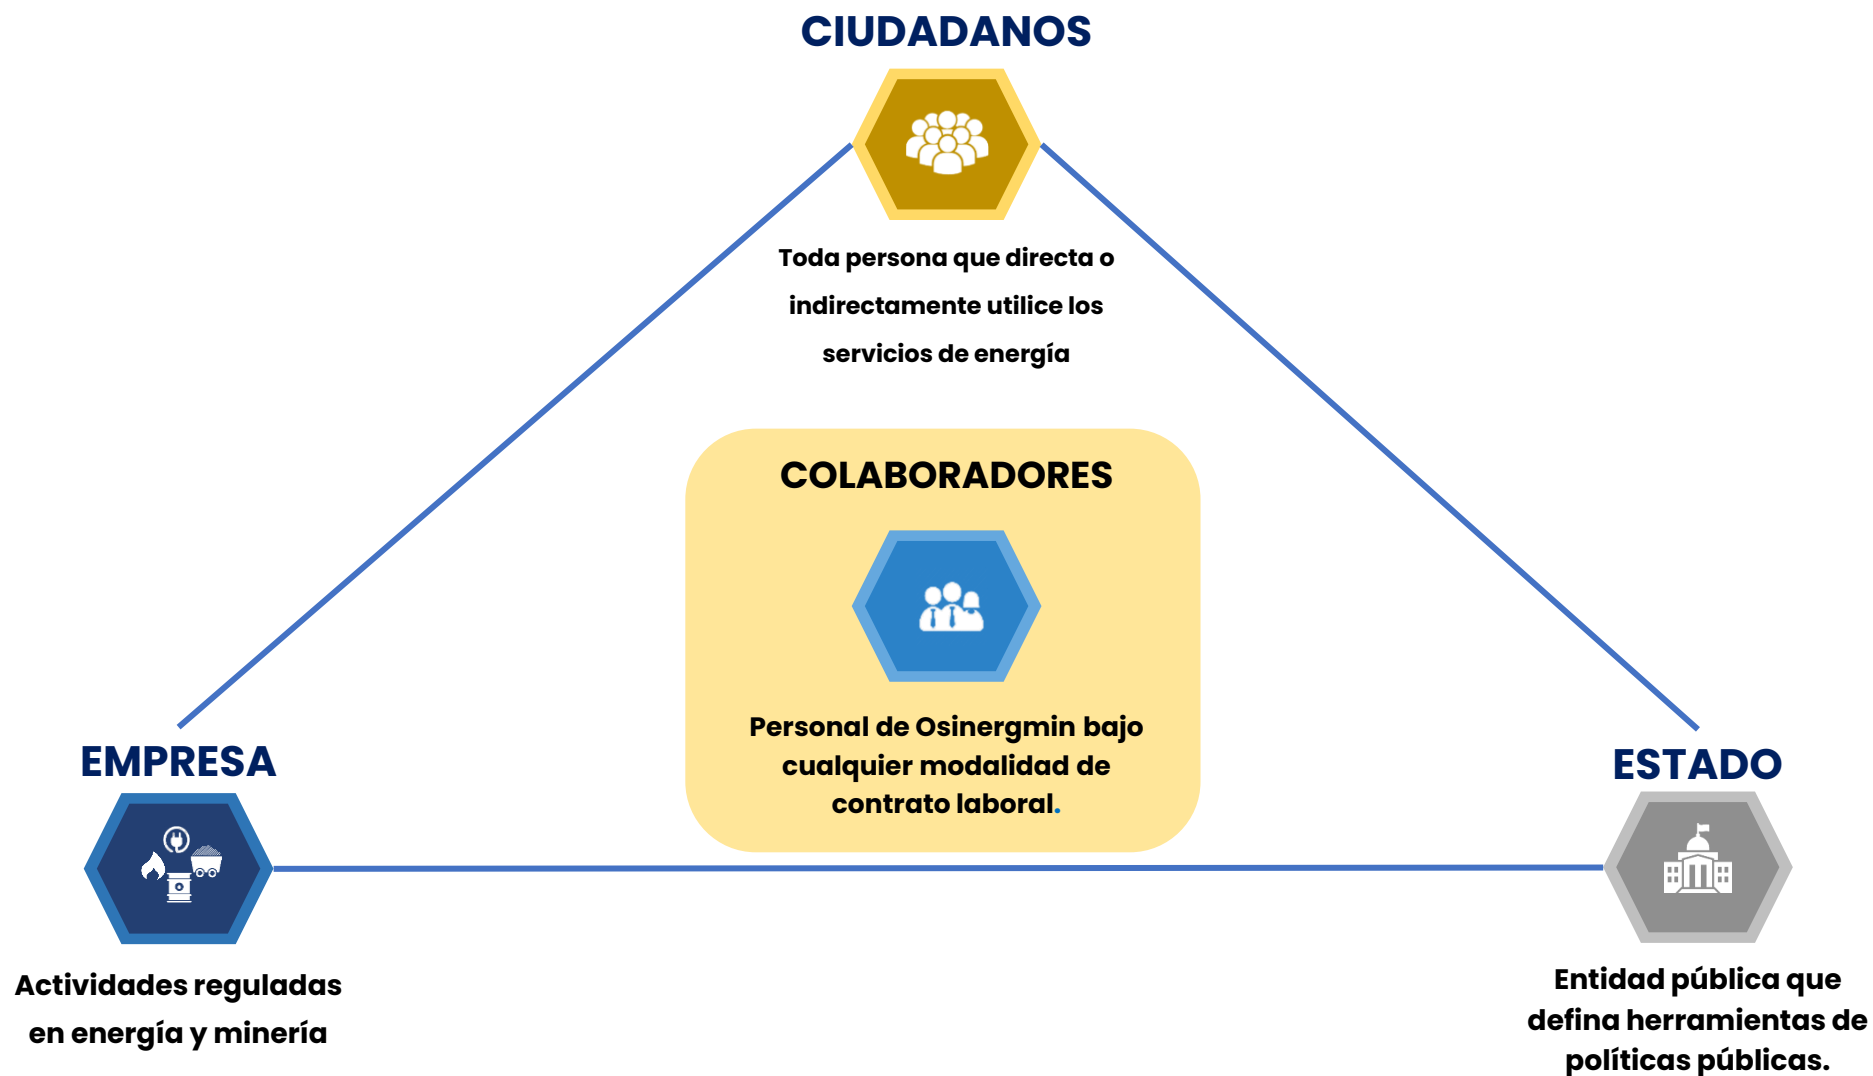 CIUDADANOS
Toda persona que directa o
indirectamente utilice los
servicios de energía
COLABORADORES
Personal de Osinergmin bajo
cualquier modalidad de
contrato laboral.
EMPRESA
Actividades reguladas
en energía y minería
ESTADO
Entidad pública que
defina herramientas de
políticas públicas.